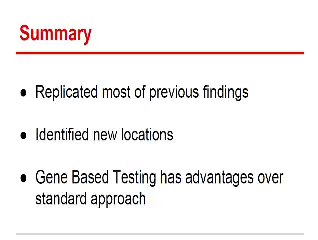 Summary
● Replicated most of previous findings
● Identified new locations
● Gene Based Testing has advantages over
standard approach